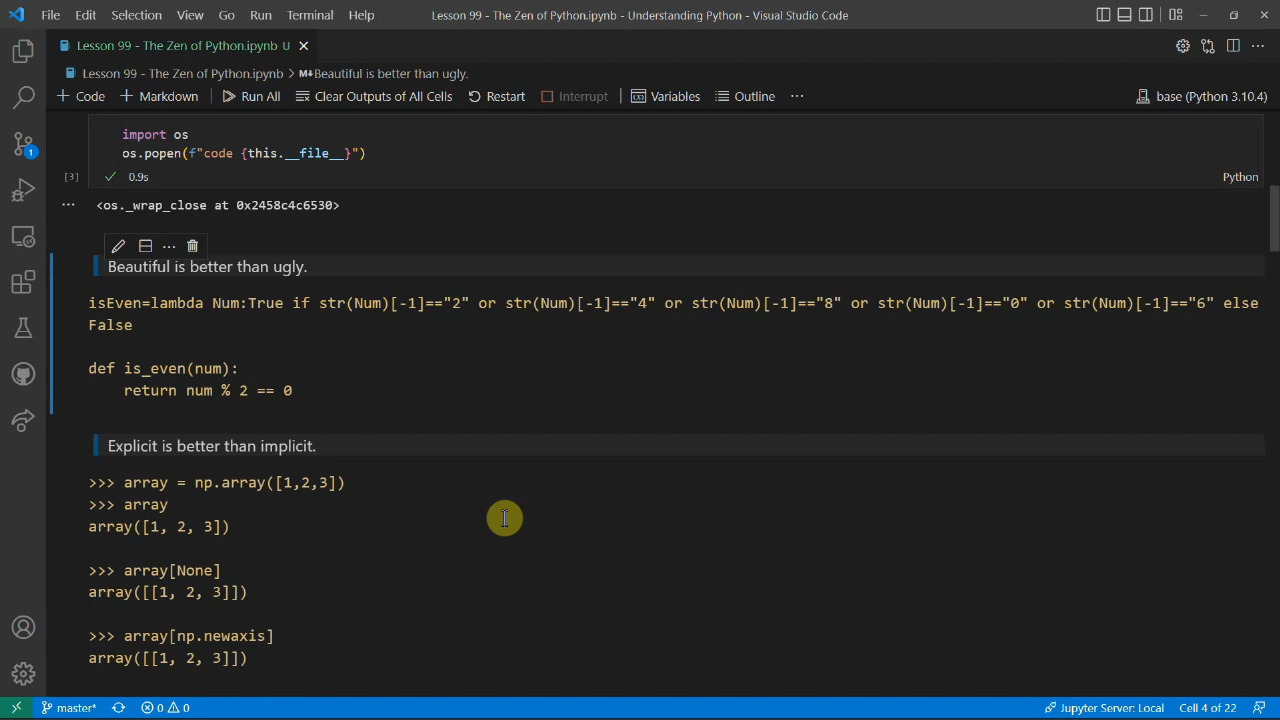 File Edit Selection View Go Run Terminal Help Lesson 99 - The Zen of Python.ipynb - Understanding Python - Visual Studio Code
Lesson 99 - The Zen of Python.ipynb U
Lesson 99 - The Zen of Python.ipynb > M↓Beautiful is better than ugly.
+ Code + Markdown Run All Clear Outputs of All Cells Restart Interrupt Variables Outline ... base (Python 3.10.4)
import os
os.popen(f"code {this.__file__}")
[3] 0.9s Python
... <os._wrap_close at 0x2458c4c6530>
Beautiful is better than ugly.
isEven=lambda Num:True if str(Num)[-1]=="2" or str(Num)[-1]=="4" or str(Num)[-1]=="8" or str(Num)[-1]=="0" or str(Num)[-1]=="6" else
False
def is_even(num):
    return num % 2 == 0
Explicit is better than implicit.
>>> array = np.array([1,2,3])
>>> array
array([1, 2, 3])
>>> array[None]
array([[1, 2, 3]])
>>> array[np.newaxis]
array([[1, 2, 3]])
1
master* 0 0 Jupyter Server: Local Cell 4 of 22